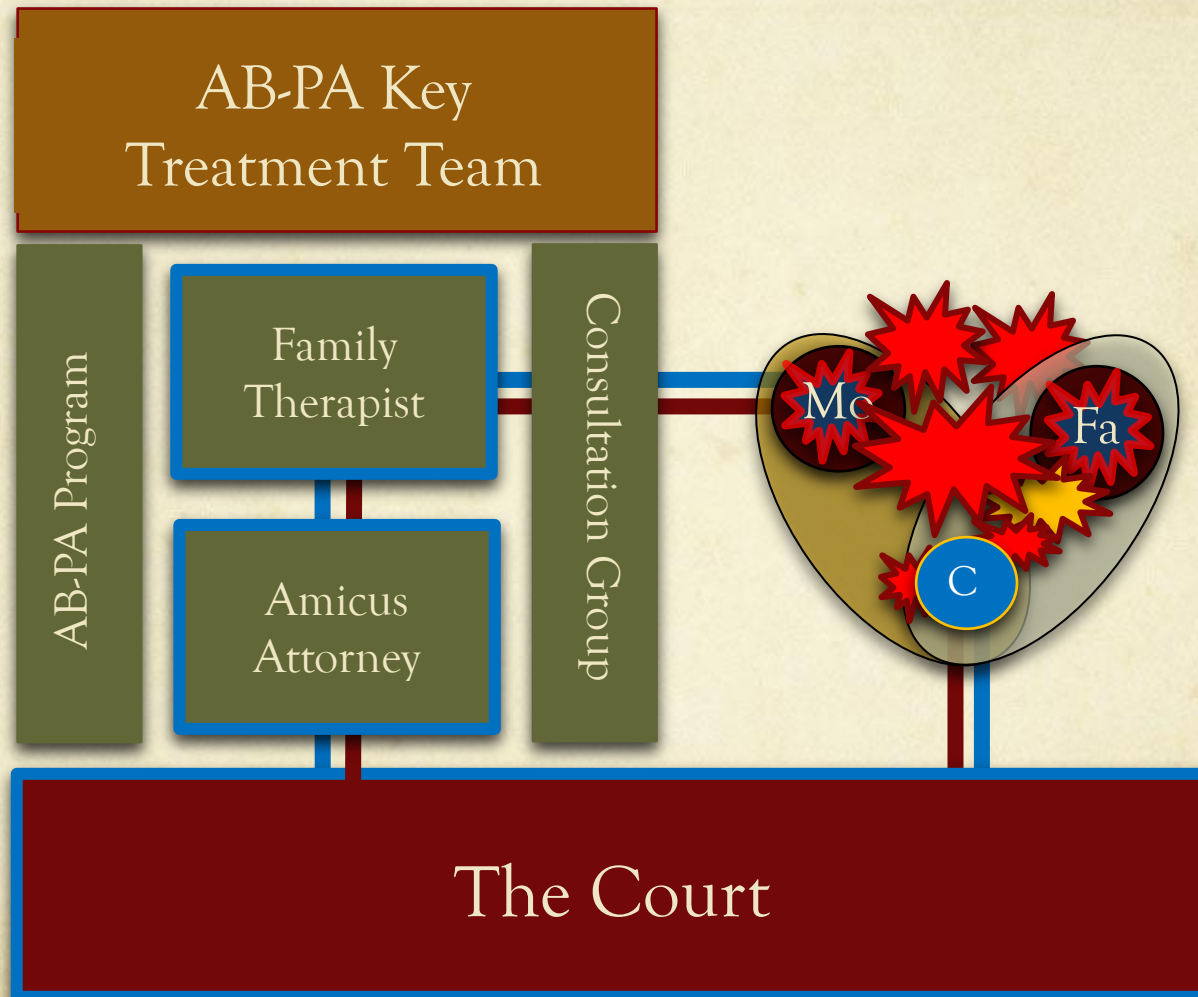 AB-PA Key
Treatment Team
AB-PA Program
Family
Therapist
Consultation Group
Amicus
Attorney
Mo
Fa
C
The Court